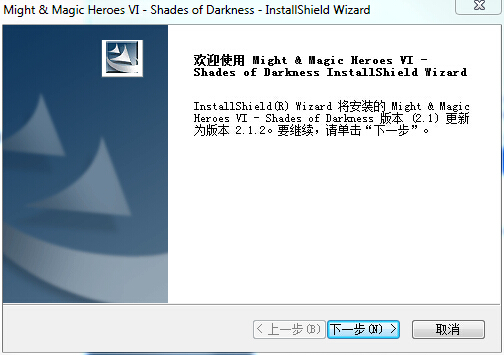 Might & Magic Heroes VI - Shades of Darkness - InstallShield Wizard
欢迎使用 Might & Magic Heroes VI -
Shades of Darkness InstallShield Wizard
InstallShield(R) Wizard 将安装的 Might & Magic
Heroes VI - Shades of Darkness 版本 (2.1) 更新
为版本 2.1.2。要继续，请单击“下一步”。
< 上一步(B)
下一步(N) >
取消